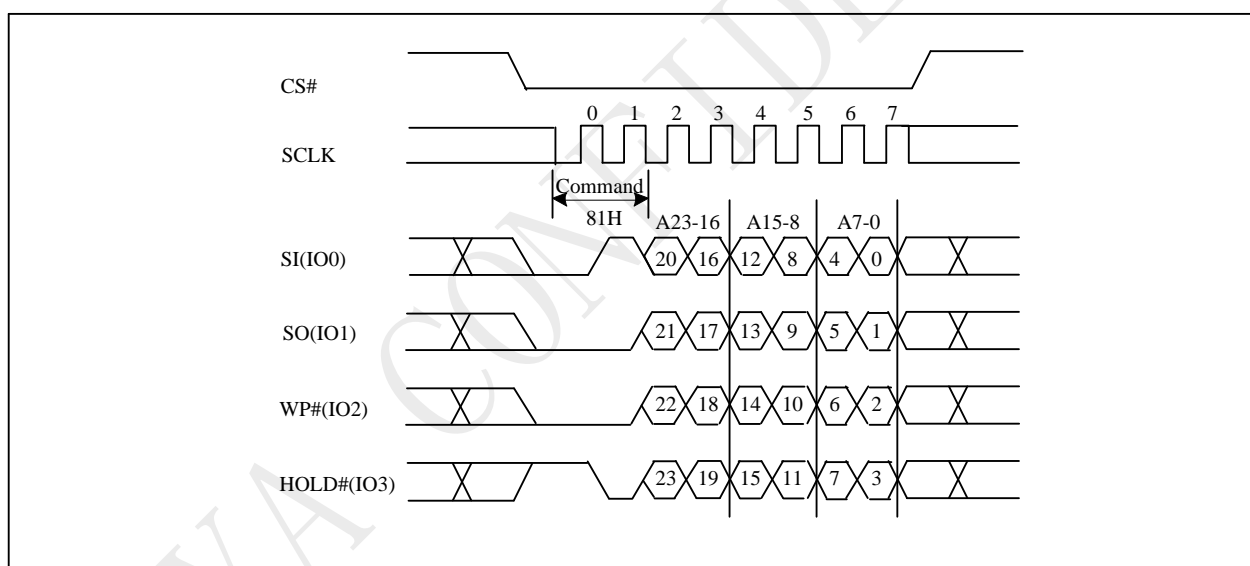 CS#
0 1 2 3 4 5 6 7
SCLK
Command
81H A23-16 A15-8 A7-0
SI(IO0) 20 16 12 8 4 0
SO(IO1) 21 17 13 9 5 1
WP#(IO2) 22 18 14 10 6 2
HOLD#(IO3) 23 19 15 11 7 3